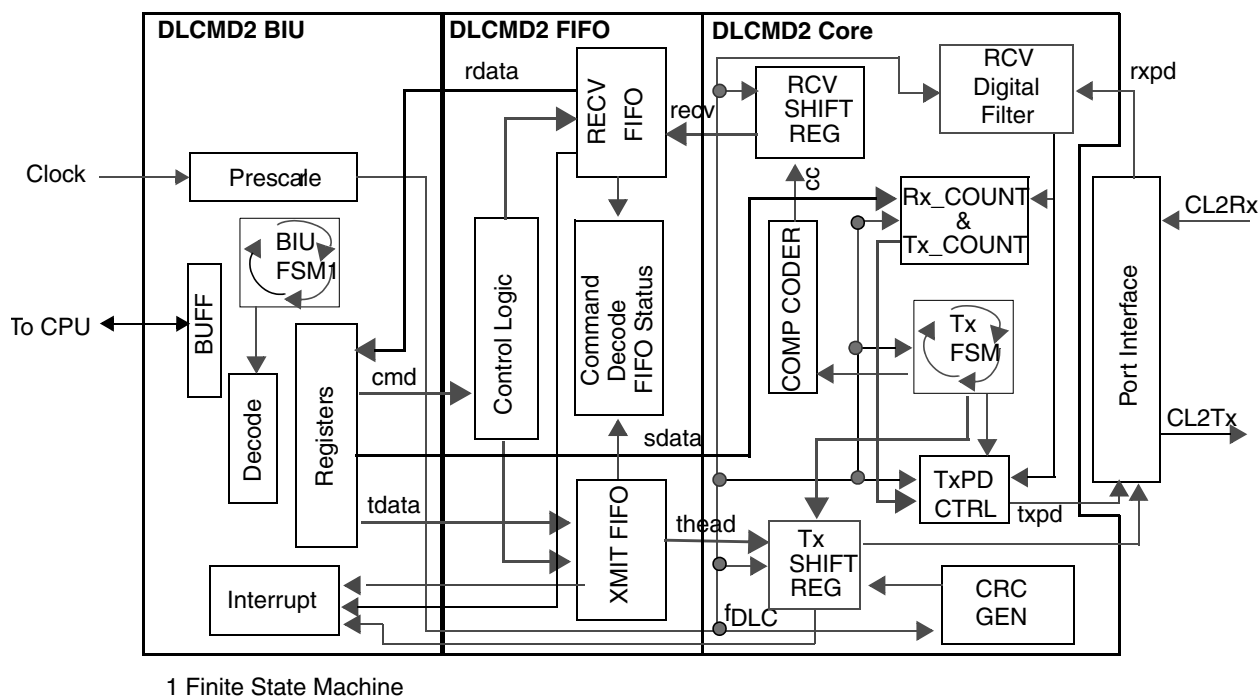 DLCMD2 BIU
DLCMD2 FIFO
DLCMD2 Core
rdata
RECV
FIFO
recv
RCV
SHIFT
REG
RCV
Digital
Filter
rxpd
Clock
Prescale
cc
Rx_COUNT
&
Tx_COUNT
CL2Rx
BIU
FSM1
To CPU
BUFF
Control Logic
Command
Decode
FIFO Status
COMP CODER
Tx
FSM
Port Interface
Decode
Registers
cmd
sdata
CL2Tx
TxPD
CTRL
txpd
tdata
XMIT FIFO
thead
Tx
SHIFT
REG
Interrupt
fDLC
CRC
GEN
1 Finite State Machine